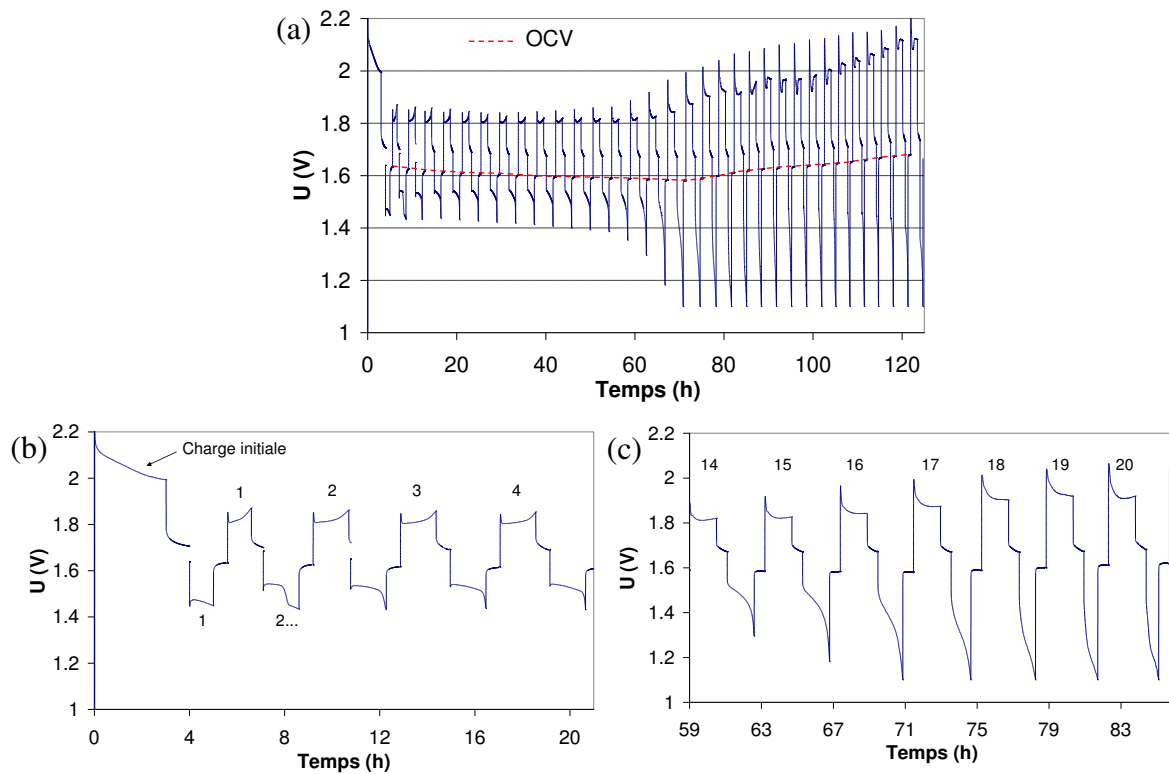 (a)
OCV
U (V)
2.2
2
1.8
1.6
1.4
1.2
1
0 20 40 60 80 100 120
Temps (h)
(b)
Charge initiale
1 2 3 4
1 2...
U (V)
2.2
2
1.8
1.6
1.4
1.2
1
0 4 8 12 16 20
Temps (h)
(c)
14 15 16 17 18 19 20
U (V)
2.2
2
1.8
1.6
1.4
1.2
1
59 63 67 71 75 79 83
Temps (h)